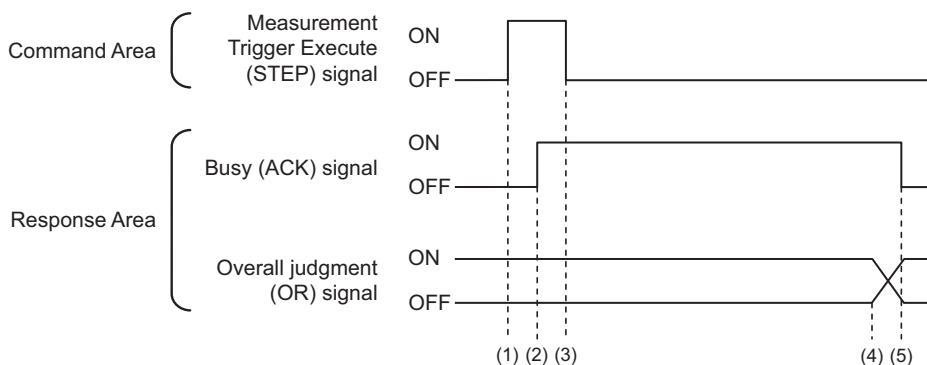 Command Area
Measurement
Trigger Execute
(STEP) signal
ON
OFF
Response Area
Busy (ACK) signal
ON
OFF
Overall judgment
(OR) signal
ON
OFF
(1) (2) (3) (4) (5)